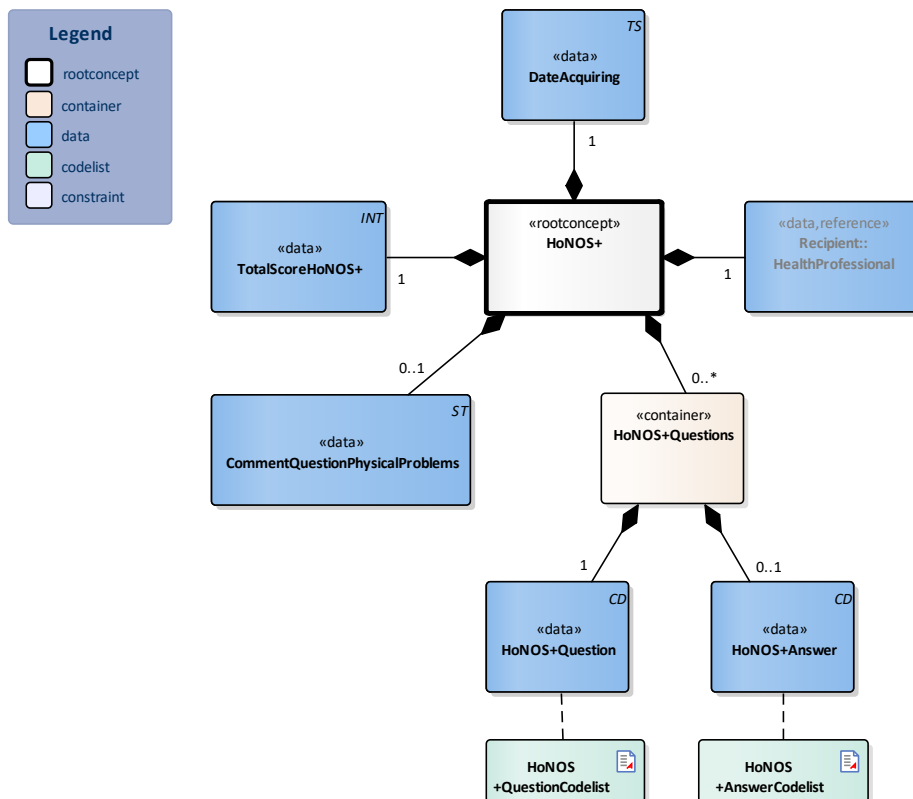 Legend
rootconcept
container
data
codelist
constraint
TS
«data»
DateAcquiring
1
INT
«data»
TotalScoreHoNOS+
1
«rootconcept»
HoNOS+
«data,reference»
Recipient::
HealthProfessional
1
0..1
0..*
ST
«data»
CommentQuestionPhysicalProblems
«container»
HoNOS+Questions
1
0..1
CD
«data»
HoNOS+Question
CD
«data»
HoNOS+Answer
HoNOS
+QuestionCodelist
HoNOS
+AnswerCodelist